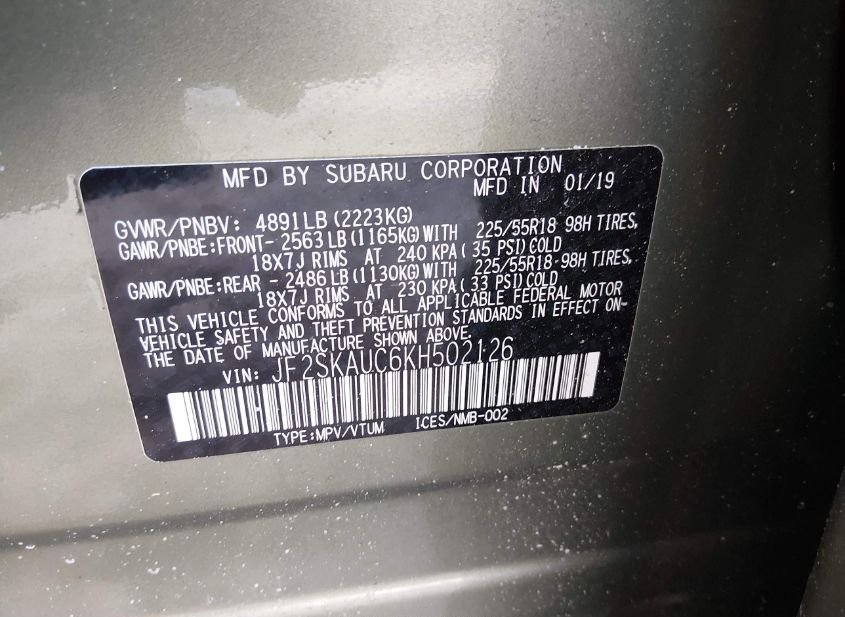 MFD BY SUBARU CORPORATION
MFD IN 01/19
GVWR/PNBV: 4891LB (2223KG)
GAWR/PNBE:FRONT- 2563LB (1165KG)WITH 225/55R18 98H TIRES,
18X7J RIMS AT 240 KPA( 35 PSI)COLD
GAWR/PNBE:REAR - 2486LB (1130KG)WITH 225/55R18 98H TIRES,
18X7J RIMS AT 230 KPA( 33 PSI)COLD
THIS VEHICLE CONFORMS TO ALL APPLICABLE FEDERAL MOTOR
VEHICLE SAFETY AND THEFT PREVENTION STANDARDS IN EFFECT ON
THE DATE OF MANUFACTURE SHOWN ABOVE.
VIN: JF2SKAUC6KH502126
TYPE:MPV/VTUM ICES/NMB-002